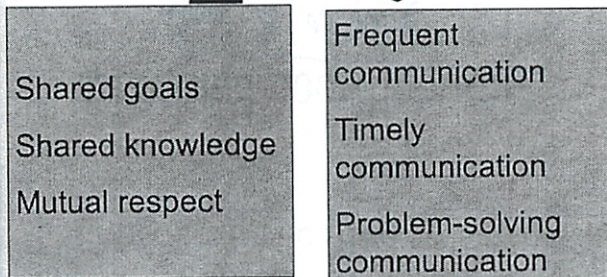 Shared goals
Shared knowledge
Mutual respect
Frequent
communication
Timely
communication
Problem-solving
communication